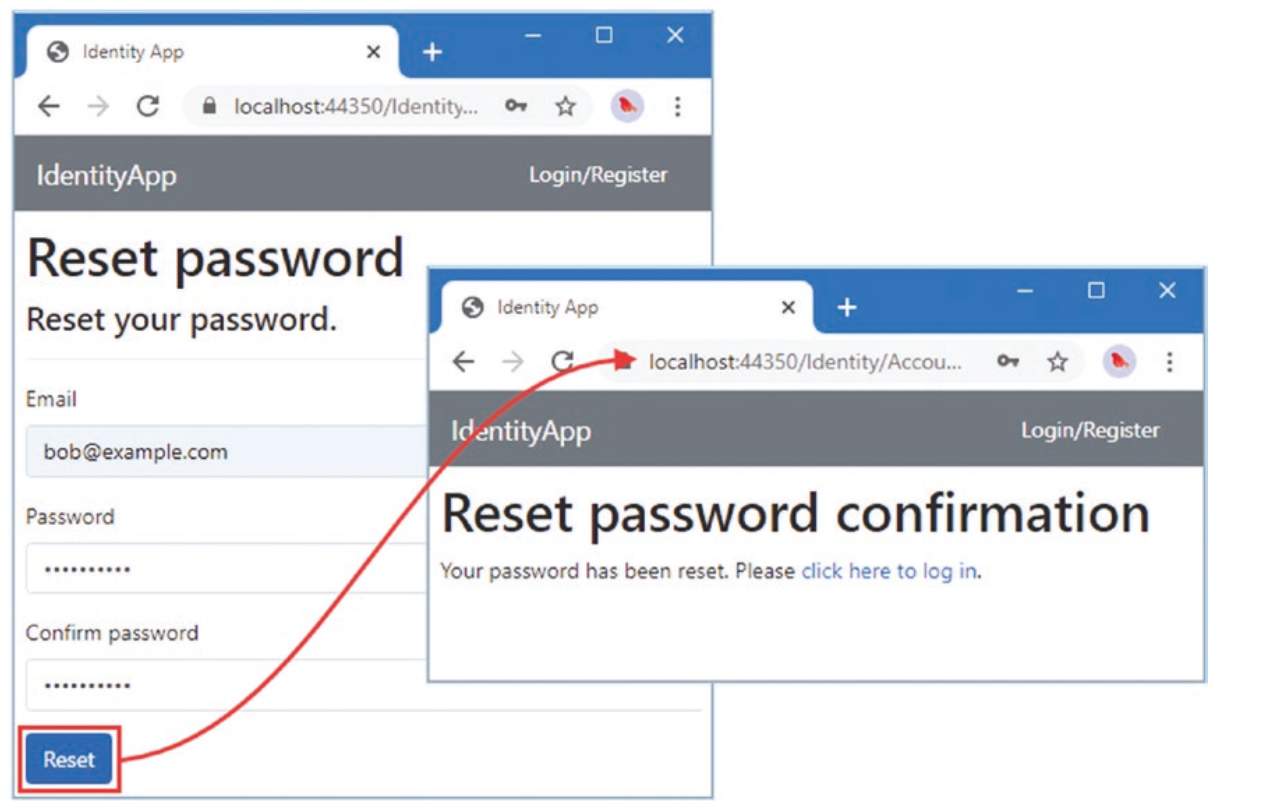 Identity App
localhost:44350/Identity...
IdentityApp Login/Register
Reset password
Reset your password.
Email
bob@example.com
Password
••••••••••
Confirm password
••••••••••
Reset
Identity App
localhost:44350/Identity/Accou...
IdentityApp Login/Register
Reset password confirmation
Your password has been reset. Please click here to log in.